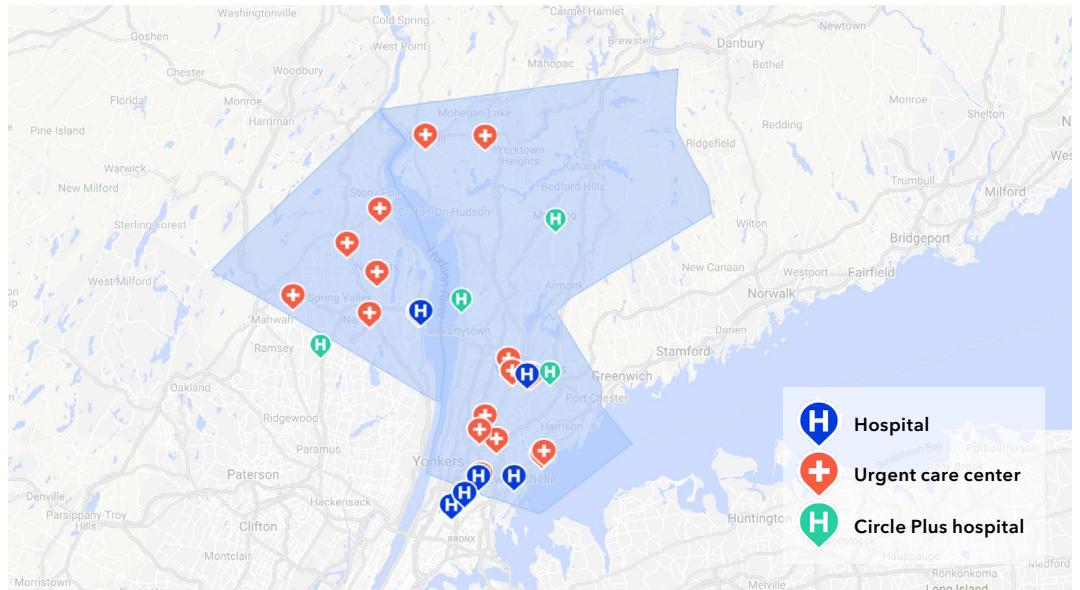 Washingtonville
Cold Spring
Carmel Hamlet
Newtown
Goshen
West Point
Brewster
Danbury
Chester
Woodbury
Mahopac
Bethel
Florida
Monroe
Mohegan Lake
Monroe
Shelton
Harriman
Redding
Pine Island
Yorktown
Heights
Ridgefield
Warwick
Katonah
Trumbull
New Milford
Bedford Hills
Milford
Croton-On-Hudson
Wilton
Sterling Forest
Bridgeport
Hudson River
New Canaan
Westport
Fairfield
West Milford
Armonk
Spring Valley
Norwalk
Mahwah
Tarrytown
Darien
Ramsey
Stamford
Oakland
Greenwich
Port Chester
Ridgewood
Harrison
Paramus
Yonkers
Port Jefferson
Paterson
Denville
Hackensack
Parsippany-Troy
Hills
Clifton
Huntington
BRONX
Montclair
Hauppauge
Ronkonkoma
Morristown
Melville
Long Island
H Hospital
Urgent care center
H Circle Plus hospital